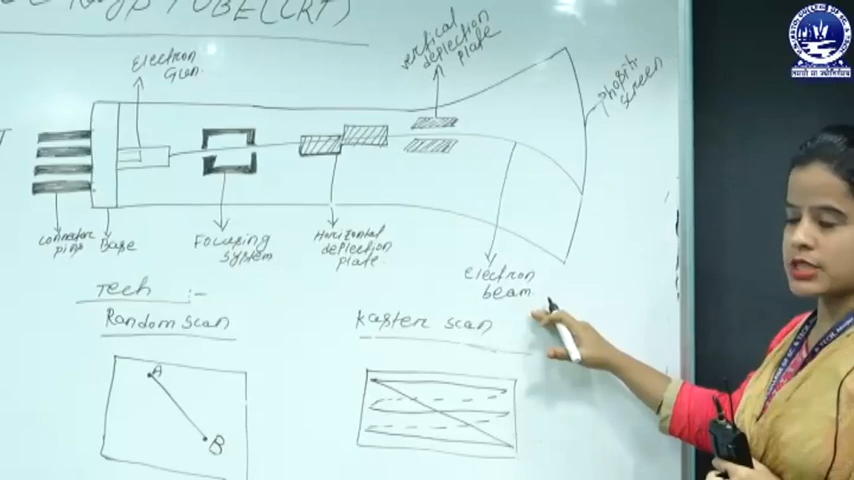 TUBE(CRT)
Electron
Gun.
vertical
deflection
plate
screen
Connector
pins
Base
Focusing
system
Horizontal
deflection
plate.
Electron
beam
Tech :-
Random scan
Raster scan
A
B